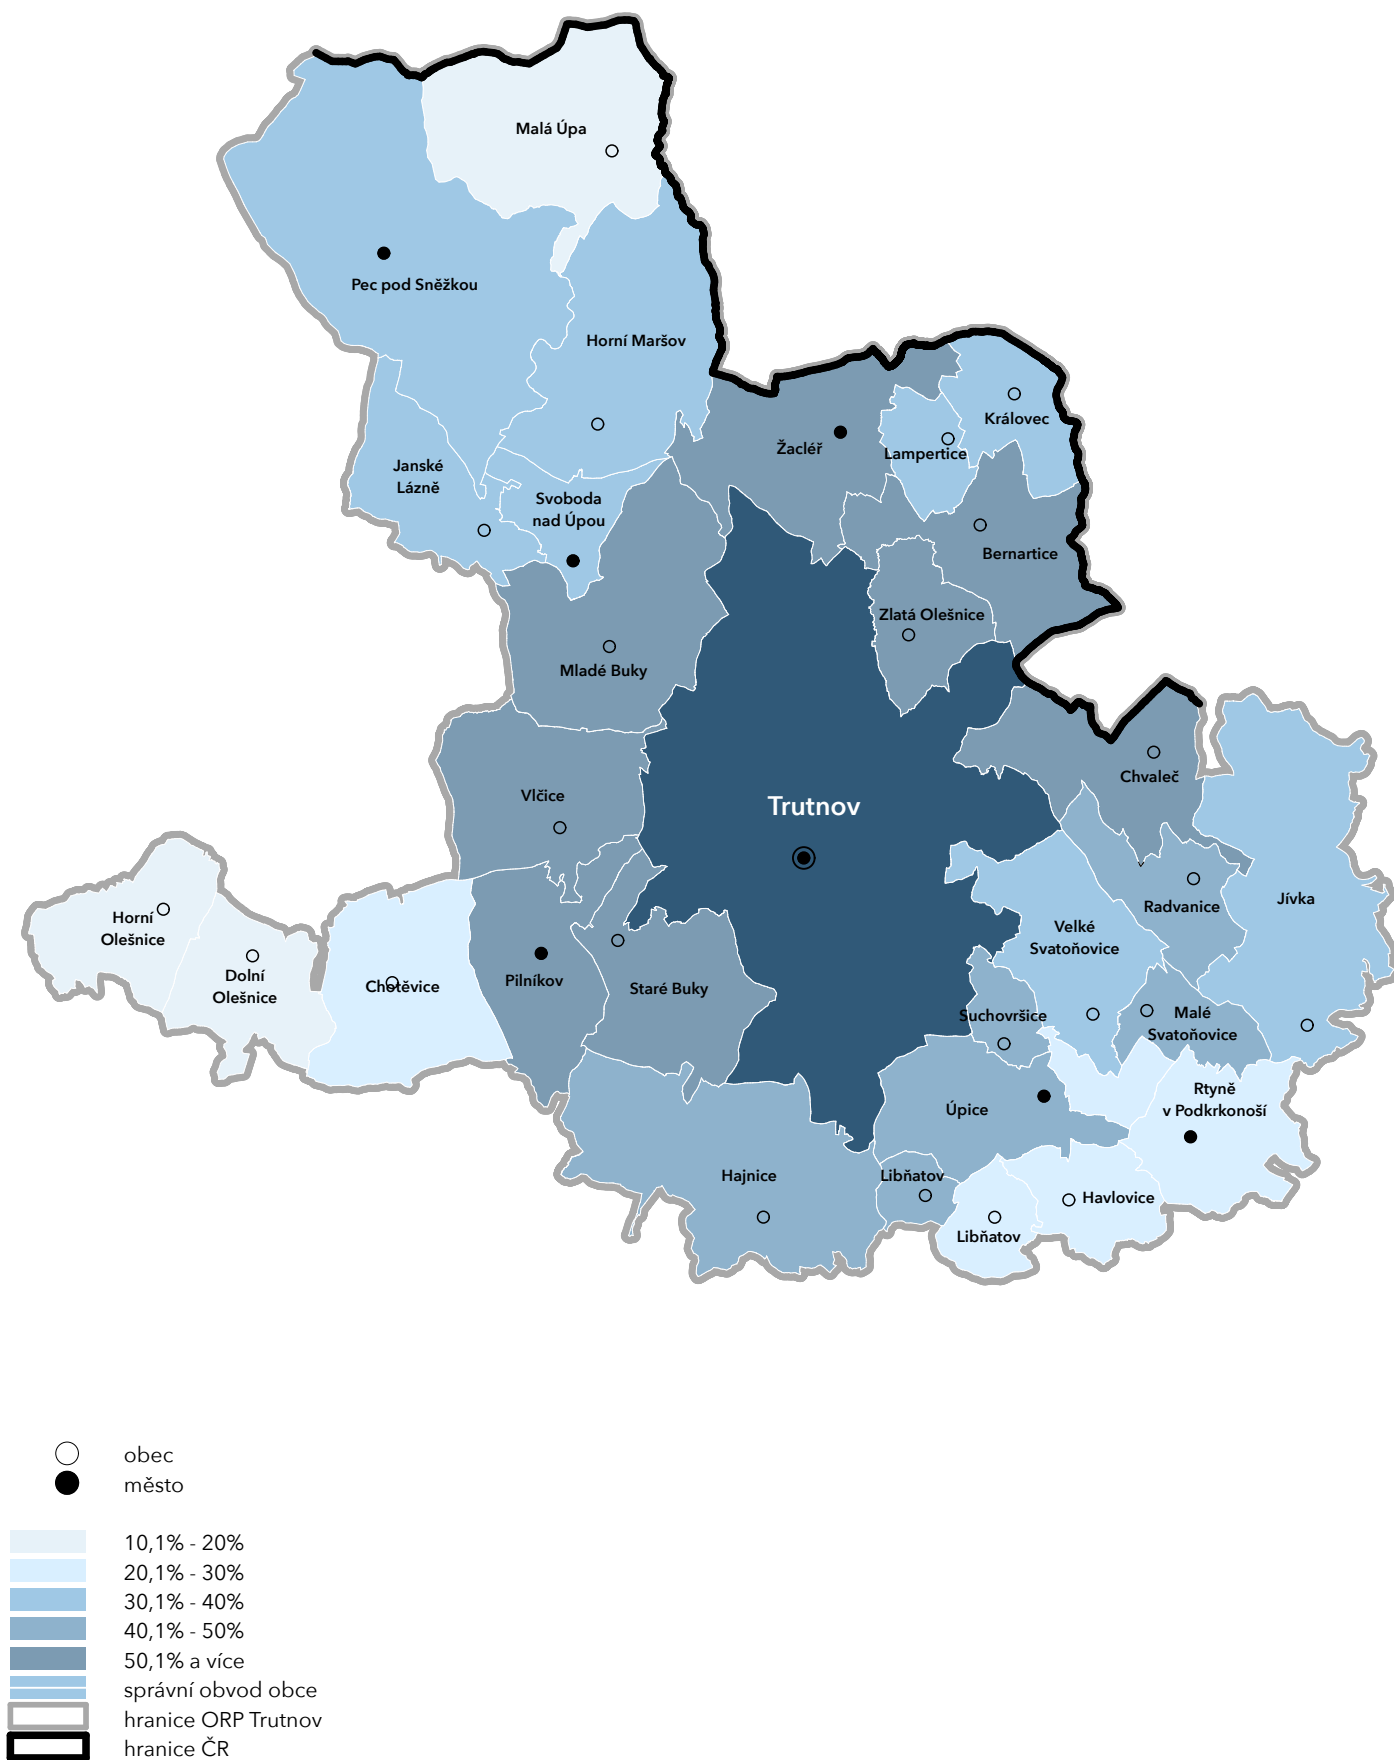 Malá Úpa
Pec pod Sněžkou
Horní Maršov
Královec
Žacléř
Lampertice
Janské
Lázně
Svoboda
nad Úpou
Bernartice
Zlatá Olešnice
Mladé Buky
Chvaleč
Vlčice
Trutnov
Jívka
Radvanice
Horní
Olešnice
Velké
Svatoňovice
Dolní
Olešnice
Chotěvice
Pilníkov
Staré Buky
Suchovršice
Malé
Svatoňovice
Rtyně
v Podkrkonoší
Úpice
Hajnice
Libňatov
Havlovice
Libňatov
obec
město
10,1% - 20%
20,1% - 30%
30,1% - 40%
40,1% - 50%
50,1% a více
správní obvod obce
hranice ORP Trutnov
hranice ČR